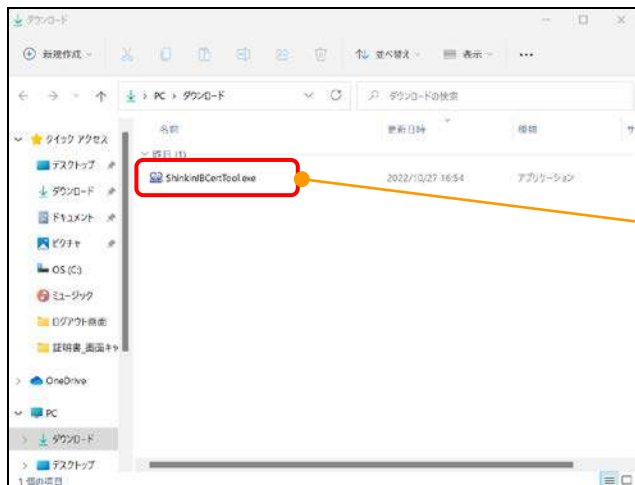 ダウンロード
新規作成
並べ替え
表示
PC > ダウンロード
ダウンロードの検索
名前
更新日時
種類
サ
昨日 (1)
ShinkinIBCertTool.exe
2022/10/27 16:54
アプリケーション
クイック アクセス
デスクトップ
ダウンロード
ドキュメント
ピクチャ
OS (C:)
ミュージック
ログアウト画面
証明書_画面キャ
OneDrive
PC
ダウンロード
デスクトップ
1 個の項目